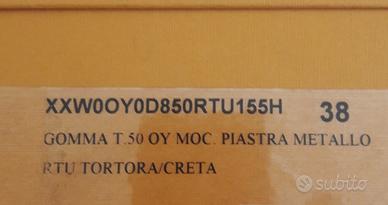 XXW0OY0D850RTU155H 38
GOMMA T.50 OY MOC. PIASTRA METALLO
RTU TORTORA/CRETA
subito